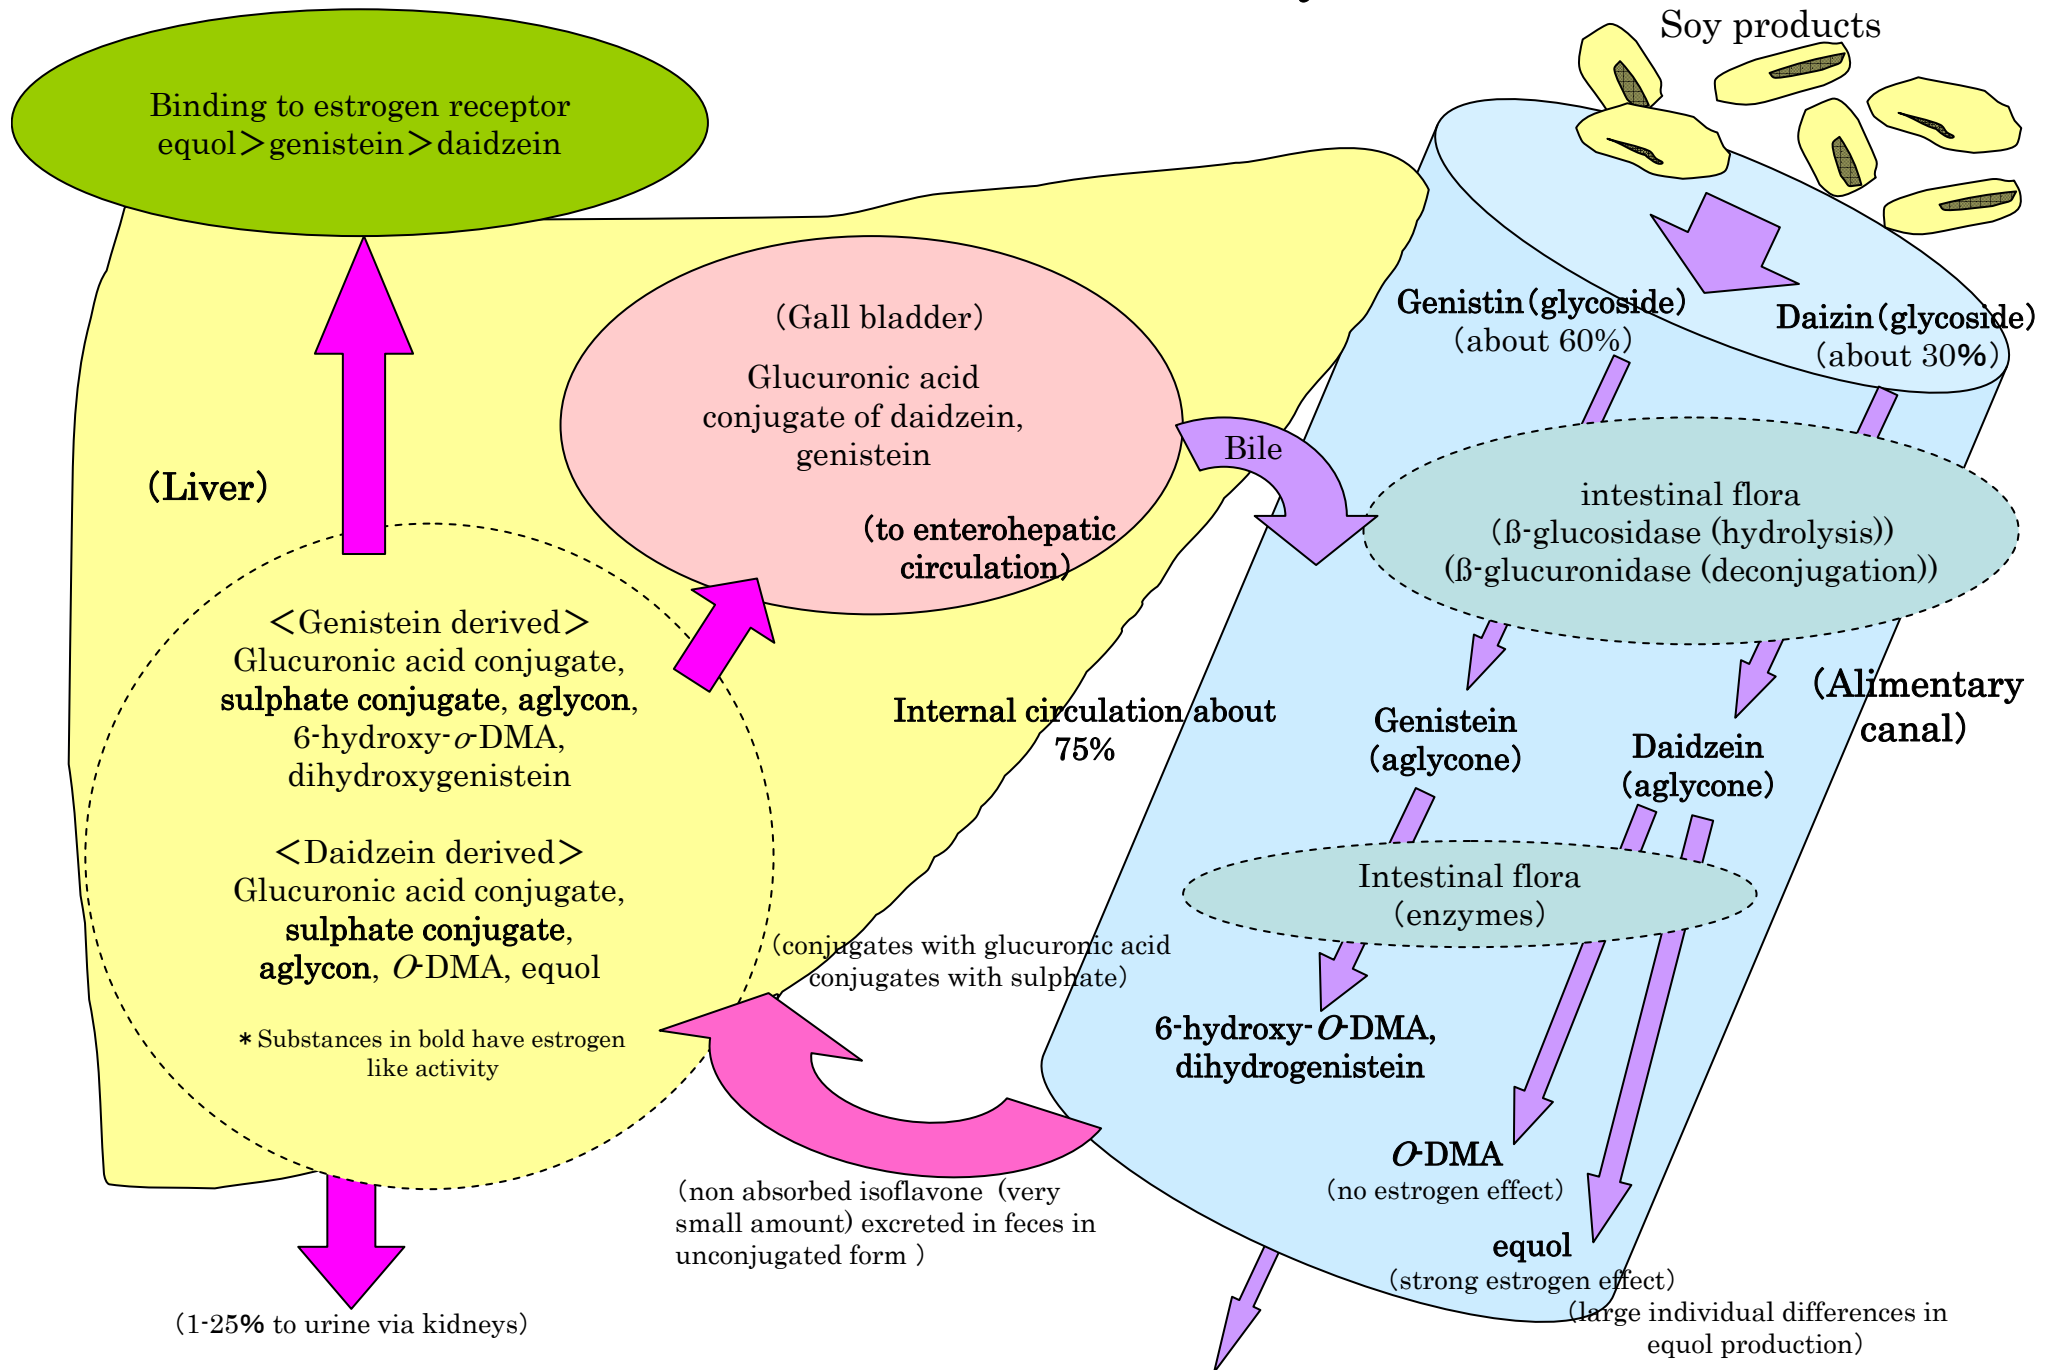 Soy products
Binding to estrogen receptor
equol＞genistein＞daidzein
(Gall bladder)
Glucuronic acid
conjugate of daidzein,
genistein
(to enterohepatic
circulation)
Bile
Genistin(glycoside)
(about 60%)
Daizin(glycoside)
(about 30%)
(Liver)
intestinal flora
(ß-glucosidase (hydrolysis))
(ß-glucuronidase (deconjugation))
＜Genistein derived＞
Glucuronic acid conjugate,
sulphate conjugate, aglycon,
6-hydroxy-o-DMA,
dihydroxygenistein
＜Daidzein derived＞
Glucuronic acid conjugate,
sulphate conjugate,
aglycon, O-DMA, equol
＊Substances in bold have estrogen
like activity
Internal circulation about
75%
Genistein
(aglycone)
Daidzein
(aglycone)
(Alimentary
canal)
Intestinal flora
(enzymes)
(conjugates with glucuronic acid
conjugates with sulphate)
6-hydroxy-O-DMA,
dihydrogenistein
O-DMA
(no estrogen effect)
equol
(strong estrogen effect)
(large individual differences in
equol production)
(non absorbed isoflavone (very
small amount) excreted in feces in
unconjugated form )
(1-25% to urine via kidneys)